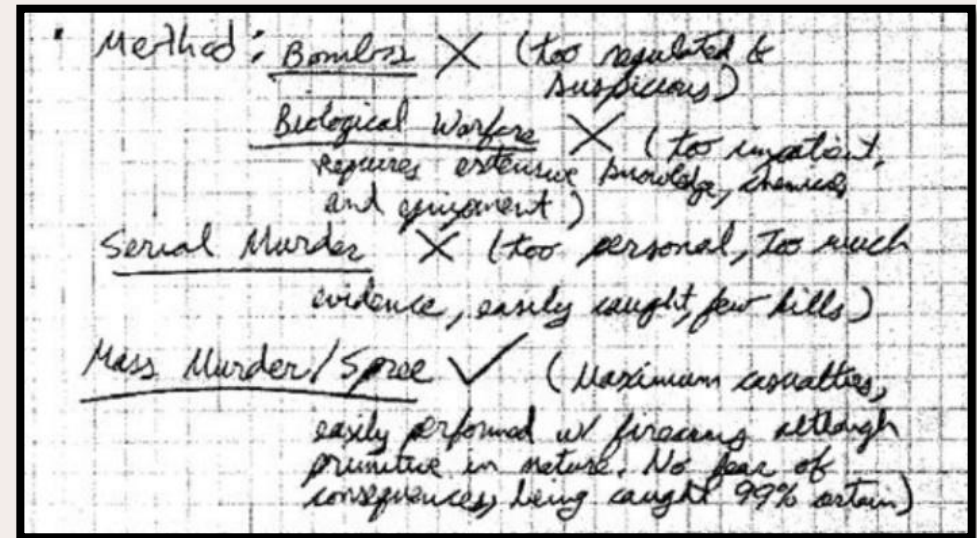 • Method: Bombs X (too regulated &
suspicious)
Biological Warfare X (too impatient,
requires extensive knowledge, chemicals
and equipment)
Serial Murder X (too personal, too much
evidence, easily caught, few kills)
Mass Murder/Spree ✓ (Maximum casualties,
easily performed w/ firearms although
primitive in nature. No fear of
consequences, being caught 99% certain)